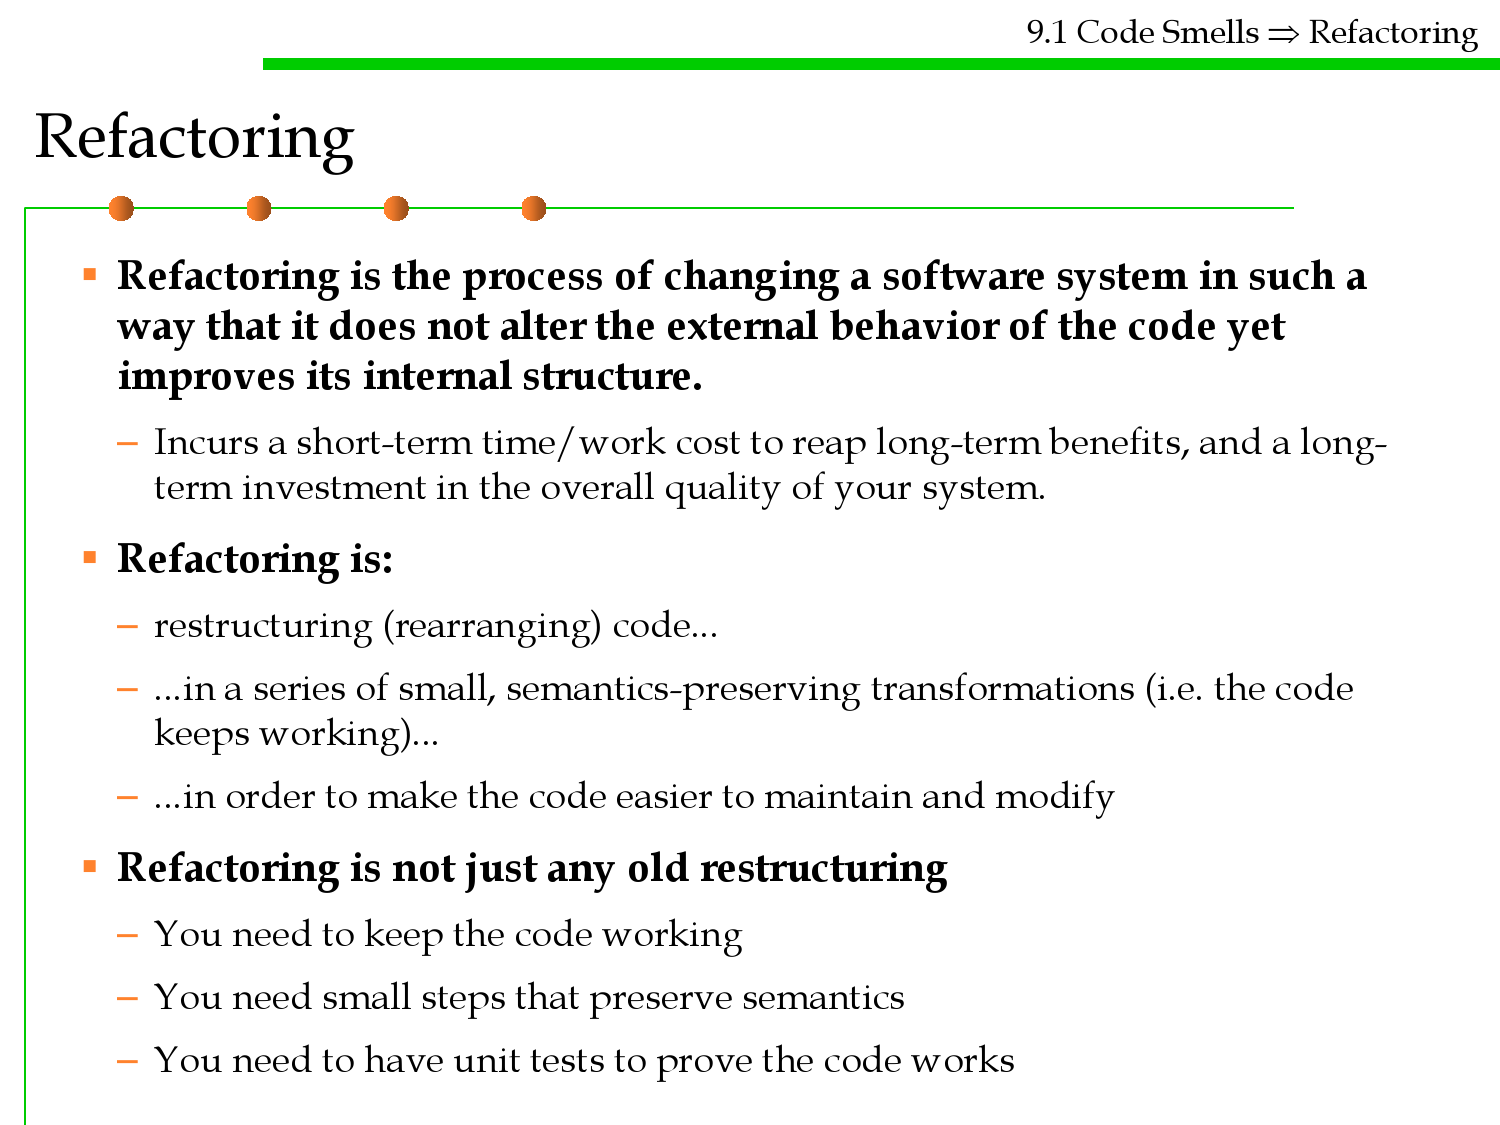 9.1 Code Smells ⇒ Refactoring
Refactoring
▪ Refactoring is the process of changing a software system in such a
way that it does not alter the external behavior of the code yet
improves its internal structure.
– Incurs a short-term time/work cost to reap long-term benefits, and a long-
term investment in the overall quality of your system.
▪ Refactoring is:
– restructuring (rearranging) code...
– ...in a series of small, semantics-preserving transformations (i.e. the code
keeps working)...
– ...in order to make the code easier to maintain and modify
▪ Refactoring is not just any old restructuring
– You need to keep the code working
– You need small steps that preserve semantics
– You need to have unit tests to prove the code works